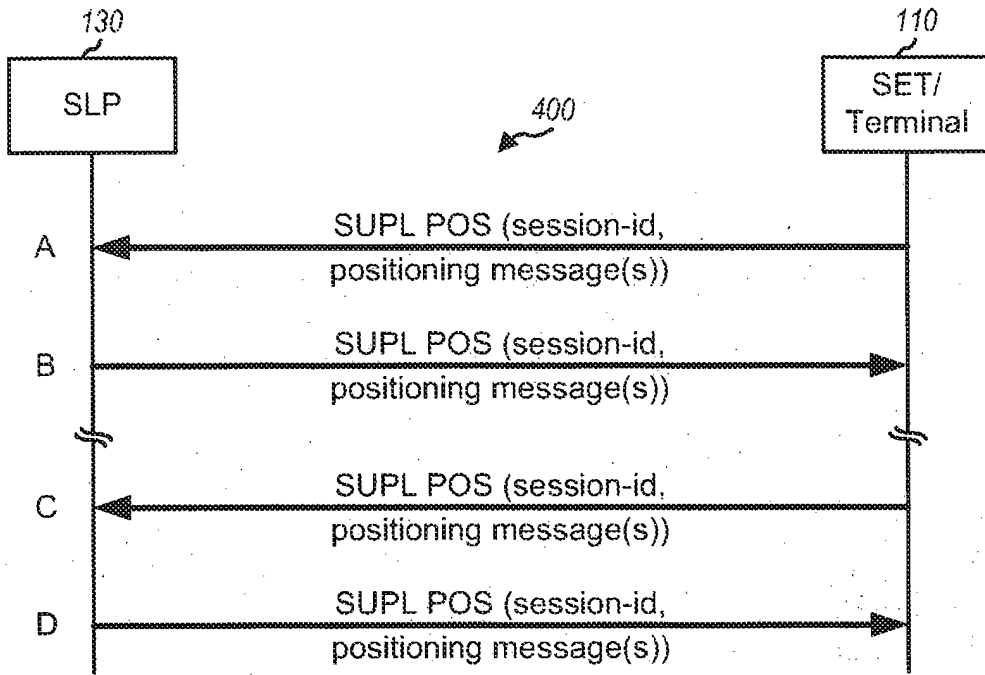 130
110
SLP
SET/
Terminal
400
A
SUPL POS (session-id,
positioning message(s))
B
SUPL POS (session-id,
positioning message(s))
C
SUPL POS (session-id,
positioning message(s))
D
SUPL POS (session-id,
positioning message(s))